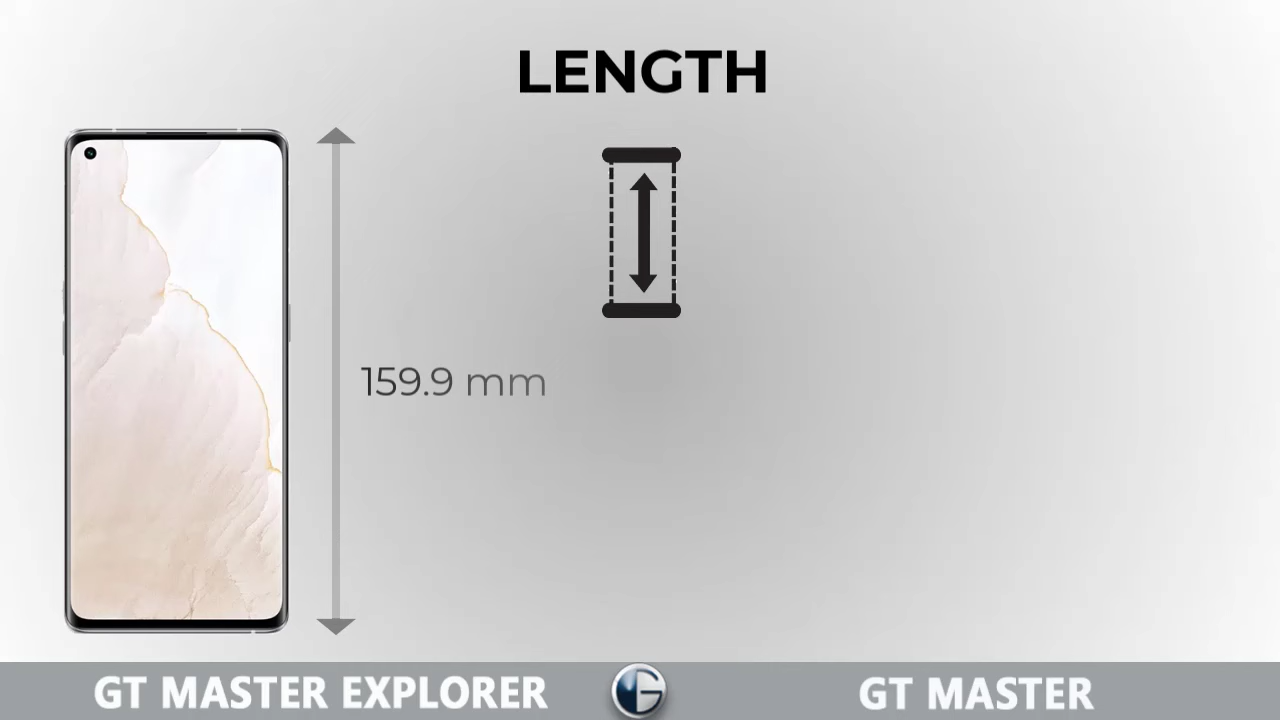 LENGTH
159.9 mm
GT MASTER EXPLORER
G
GT MASTER